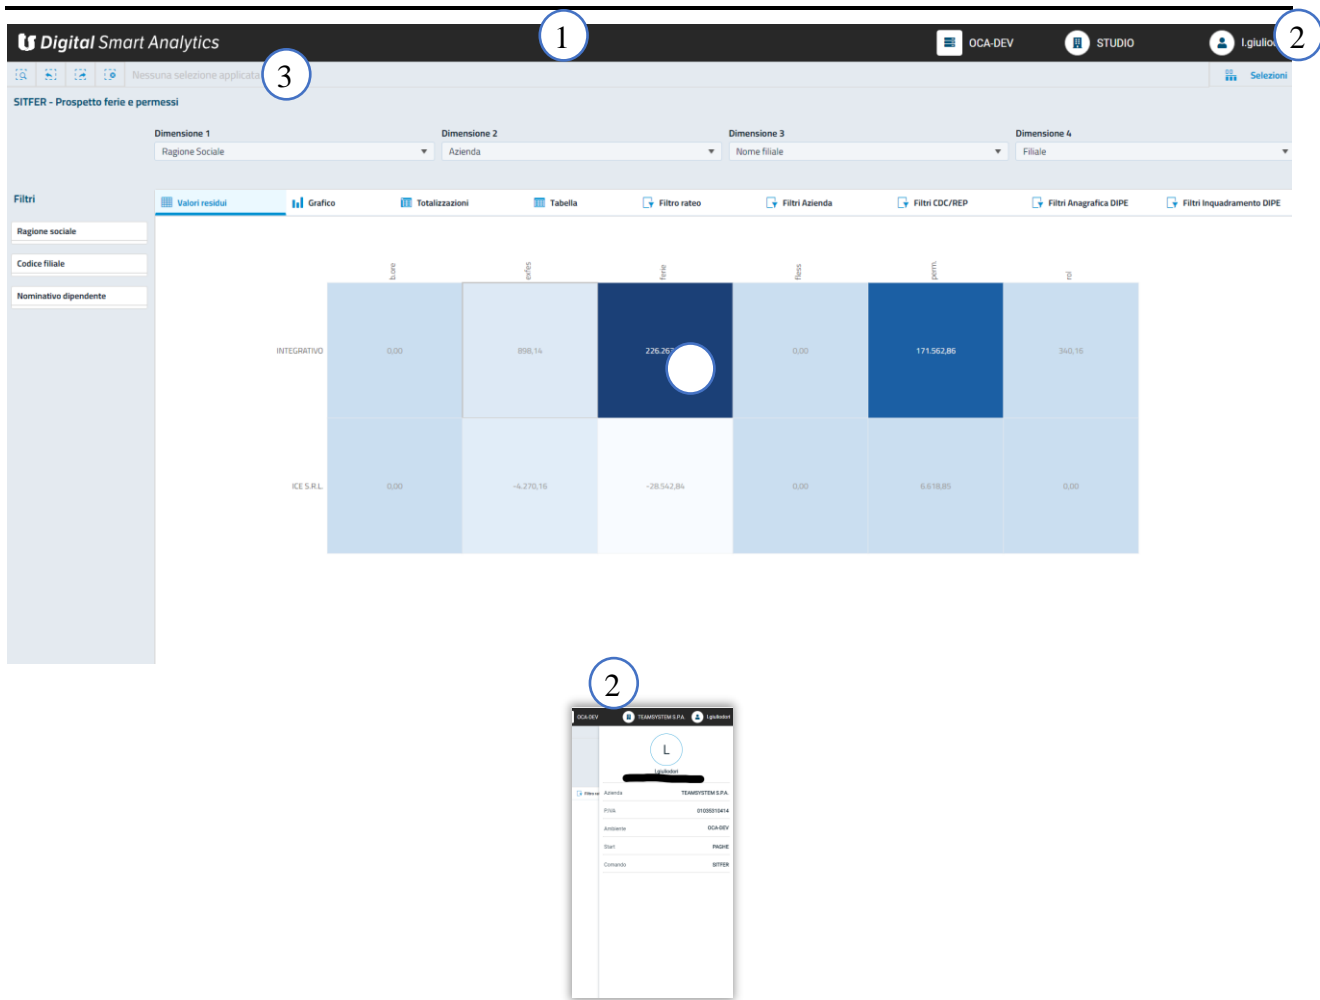 Digital Smart Analytics
1
OCA-DEV
STUDIO
2
Nessuna selezione applicata
3
Selezioni
SITFER - Prospetto ferie e permessi
Dimensione 1
Dimensione 2
Dimensione 3
Dimensione 4
Ragione Sociale
Azienda
Nome filiale
Filiale
Filtri
Valori residui
Grafico
Totalizzazioni
Tabella
Filtro rateo
Filtri Azienda
Filtri CDC/REP
Filtri Anagrafica DIPE
Filtri Inquadramento DIPE
Ragione sociale
Codice filiale
Nominativo dipendente
b.ore
exfes
ferie
fless
perm.
rol
INTEGRATIVO
0,00
898,14
0,00
171.562,86
340,16
ICE S.R.L.
0,00
-4.270,16
-28.542,84
0,00
6.618,85
0,00
2
OCA-DEV
TEAMSYSTEM S.P.A.
l.giuliodori
L
l.giuliodori
Azienda
TEAMSYSTEM S.P.A.
P.IVA
01035310414
Ambiente
OCA-DEV
Start
PAGHE
Comando
SITFER